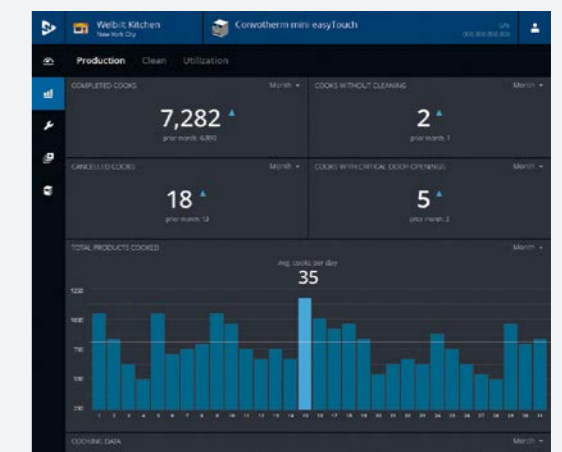 Welbilt Kitchen
New York City
Convotherm mini easyTouch
S/N
000.000.000.000
Production Clean Utilization
COMPLETED COOKS Month
7,282
prior month:
COOKS WITHOUT CLEANING Month
2
prior month: 1
CANCELLED COOKS Month
18
prior month:
COOKS WITH CRITICAL DOOR OPENINGS Month
5
prior month:
TOTAL PRODUCTS COOKED Month
Avg. cooks per day
35
1250
1000
750
500
250
1 2 3 4 5 6 7 8 9 10 11 12 13 14 15 16 17 18 19 20 21 22 23 24 25 26 27 28 29 30 31
COOKING DATA Month